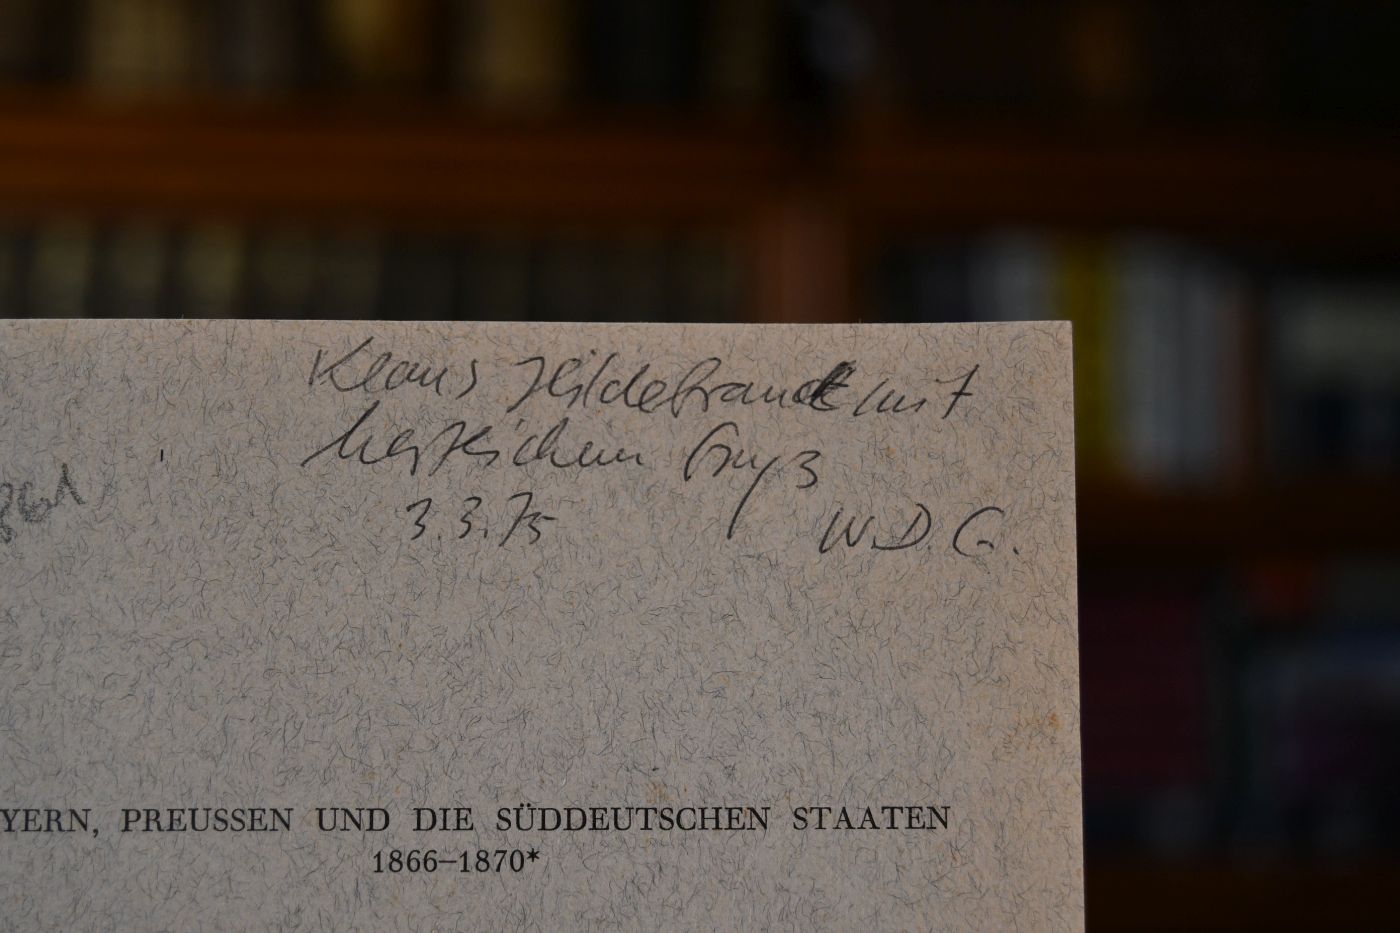 Klaus Hildebrandt mit
herzlichem Gruß
3.3.75 W.D.G.
YERN, PREUSSEN UND DIE SÜDDEUTSCHEN STAATEN
1866–1870*